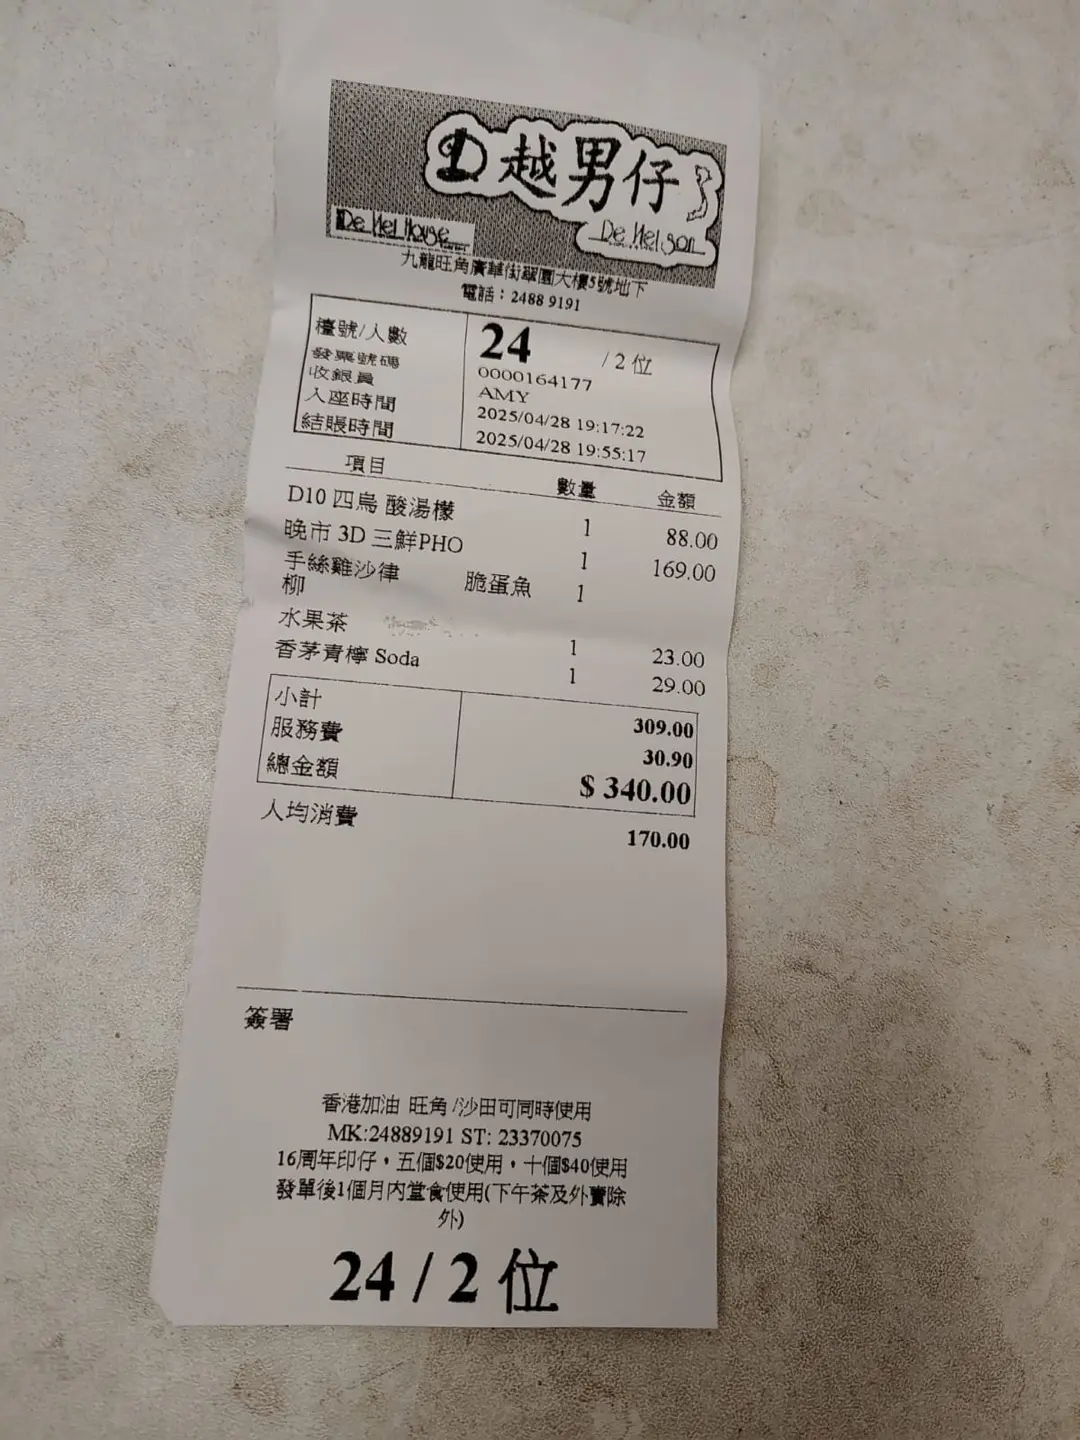 D 越男仔
De Nei House
De Nei son
九龍旺角廣華街翠園大樓5號地下
電話：2488 9191
檯號/人數 24 / 2 位
發票號碼 0000164177
收銀員 AMY
入座時間 2025/04/28 19:17:22
結賬時間 2025/04/28 19:55:17
項目 數量 金額
D10 四鳥 酸湯檬 1 88.00
晚市 3D 三鮮PHO 1 169.00
手絲雞沙律 脆蛋魚 1
柳
水果茶 1 23.00
香茅青檸 Soda 1 29.00
小計 309.00
服務費 30.90
總金額 $ 340.00
人均消費 170.00
簽署
香港加油 旺角 /沙田可同時使用
MK:24889191 ST: 23370075
16周年印仔，五個$20使用，十個$40使用
發單後1個月內堂食使用(下午茶及外賣除
外)
24 / 2 位